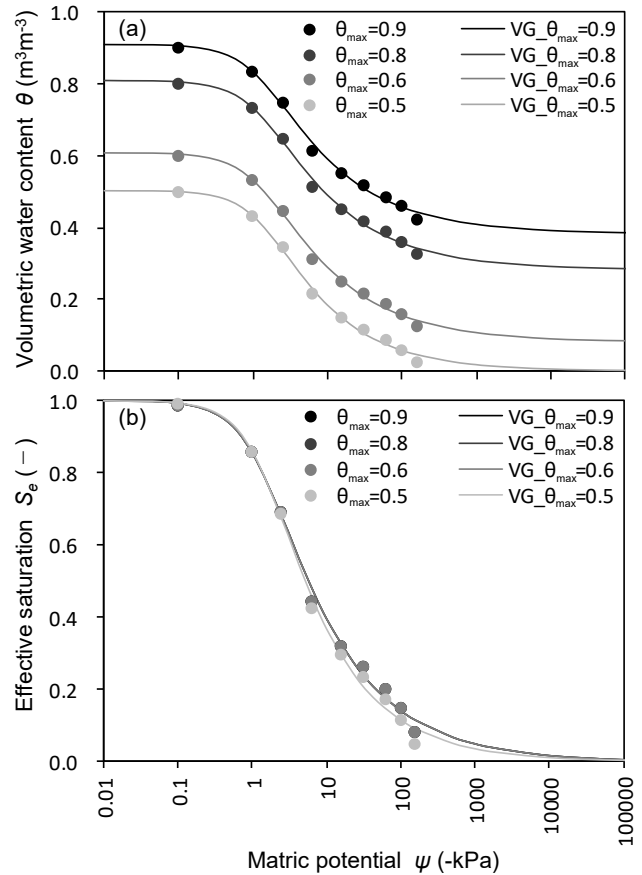 (a)
Volumetric water content θ (m³m⁻³)
1.0
0.8
0.6
0.4
0.2
0.0
θmax=0.9 VG_θmax=0.9
θmax=0.8 VG_θmax=0.8
θmax=0.6 VG_θmax=0.6
θmax=0.5 VG_θmax=0.5
(b)
Effective saturation Se (−)
1.0
0.8
0.6
0.4
0.2
0.0
θmax=0.9 VG_θmax=0.9
θmax=0.8 VG_θmax=0.8
θmax=0.6 VG_θmax=0.6
θmax=0.5 VG_θmax=0.5
0.01 0.1 1 10 100 1000 10000 100000
Matric potential ψ (-kPa)